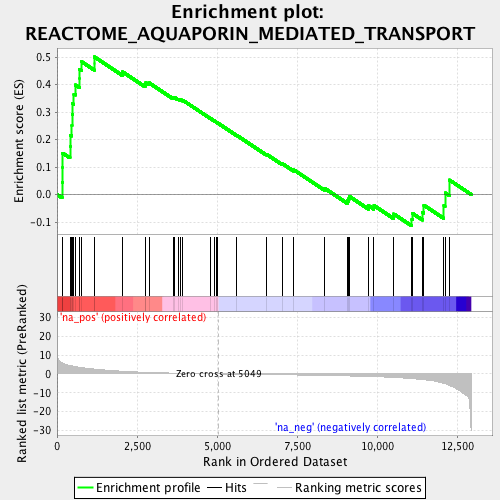 Enrichment plot:
REACTOME_AQUAPORIN_MEDIATED_TRANSPORT
Enrichment score (ES)
0.5
0.4
0.3
0.2
0.1
0.0
-0.1
'na_pos' (positively correlated)
Ranked list metric (PreRanked)
30
20
10
0
-10
-20
-30
Zero cross at 5049
'na_neg' (negatively correlated)
0
2,500
5,000
7,500
10,000
12,500
Rank in Ordered Dataset
Enrichment profile
Hits
Ranking metric scores